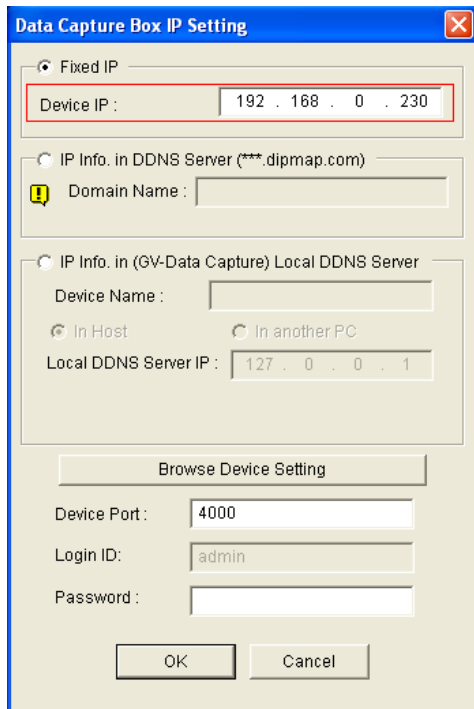 Data Capture Box IP Setting
Fixed IP
Device IP : 192 . 168 . 0 . 230
IP Info. in DDNS Server (***.dipmap.com)
! Domain Name :
IP Info. in (GV-Data Capture) Local DDNS Server
Device Name :
In Host In another PC
Local DDNS Server IP : 127 . 0 . 0 . 1
Browse Device Setting
Device Port : 4000
Login ID: admin
Password :
OK Cancel